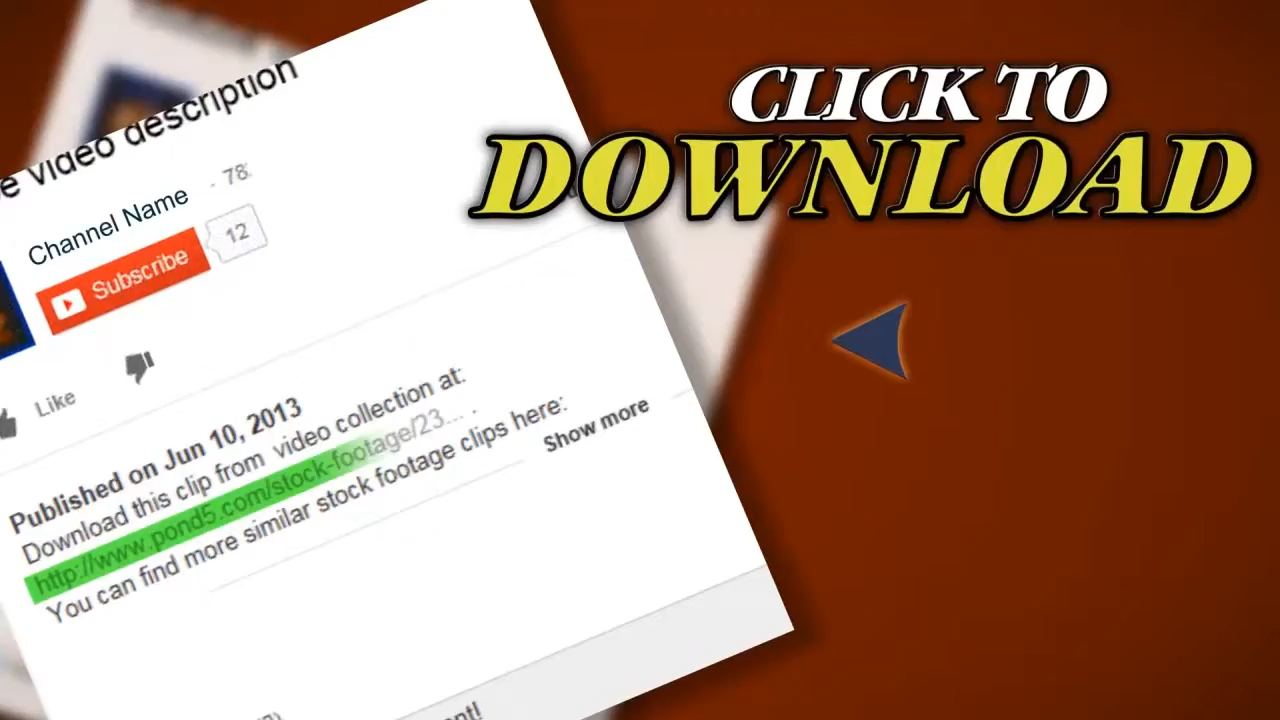 CLICK TO
DOWNLOAD
video description
Channel Name
Subscribe
12
Like
Published on Jun 10, 2013
Download this clip from video collection at:
http://www.pond5.com/stock-footage/23...
You can find more similar stock footage clips here:
Show more